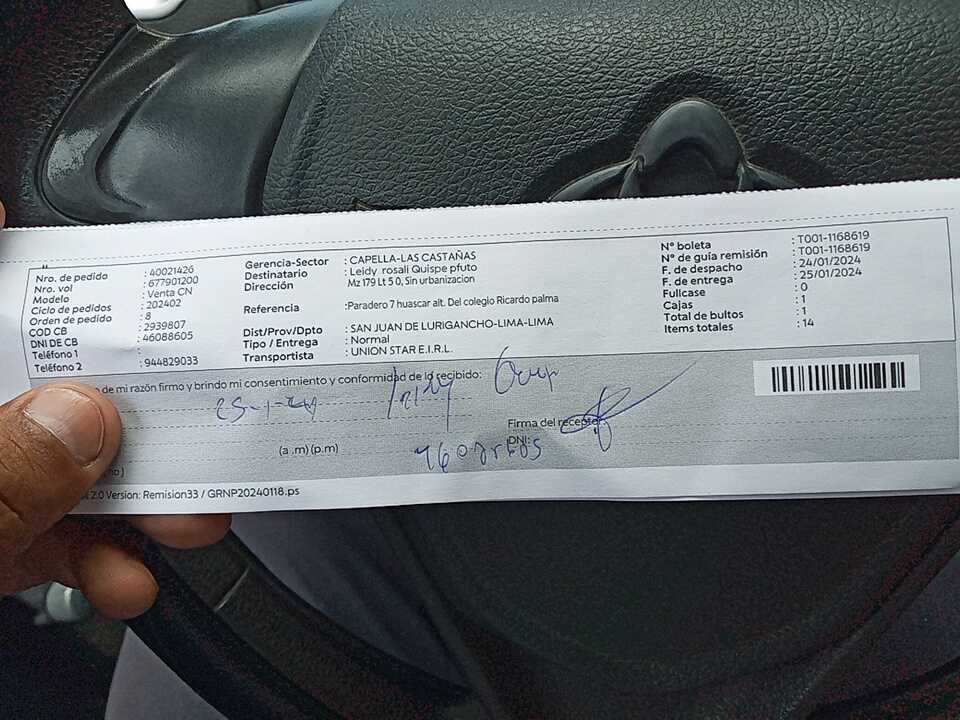 Nro. de pedido : 40021426
Nro. vol : 677901200
Modelo : Venta CN
Ciclo de pedidos : 202402
Orden de pedido : 8
COD CB : 2939807
DNI DE CB : 46088605
Teléfono 1 :
Teléfono 2 : 944829033
Gerencia-Sector : CAPELLA-LAS CASTAÑAS
Destinatario : Leidy rosali Quispe pfuto
Dirección Mz 179 Lt 5 0, Sin urbanizacion
Referencia :Paradero 7 huascar alt. Del colegio Ricardo palma
Dist/Prov/Dpto : SAN JUAN DE LURIGANCHO-LIMA-LIMA
Tipo / Entrega : Normal
Transportista : UNION STAR E.I.R.L.
N° boleta : T001-1168619
N° de guía remisión : T001-1168619
F. de despacho : 24/01/2024
F. de entrega : 25/01/2024
Fullcase : 0
Cajas : 1
Total de bultos : 1
Items totales : 14
de mi razón firmo y brindo mi consentimiento y conformidad de lo recibido:
25-1-24
Firma del receptor
(a .m) (p.m)
DNI:
2.0 Version: Remision33 / GRNP20240118.ps